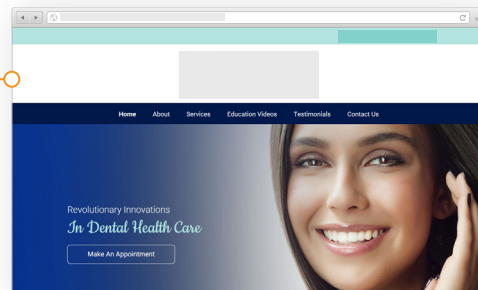 Home About Services Education Videos Testimonials Contact Us
Revolutionary Innovations
In Dental Health Care
Make An Appointment